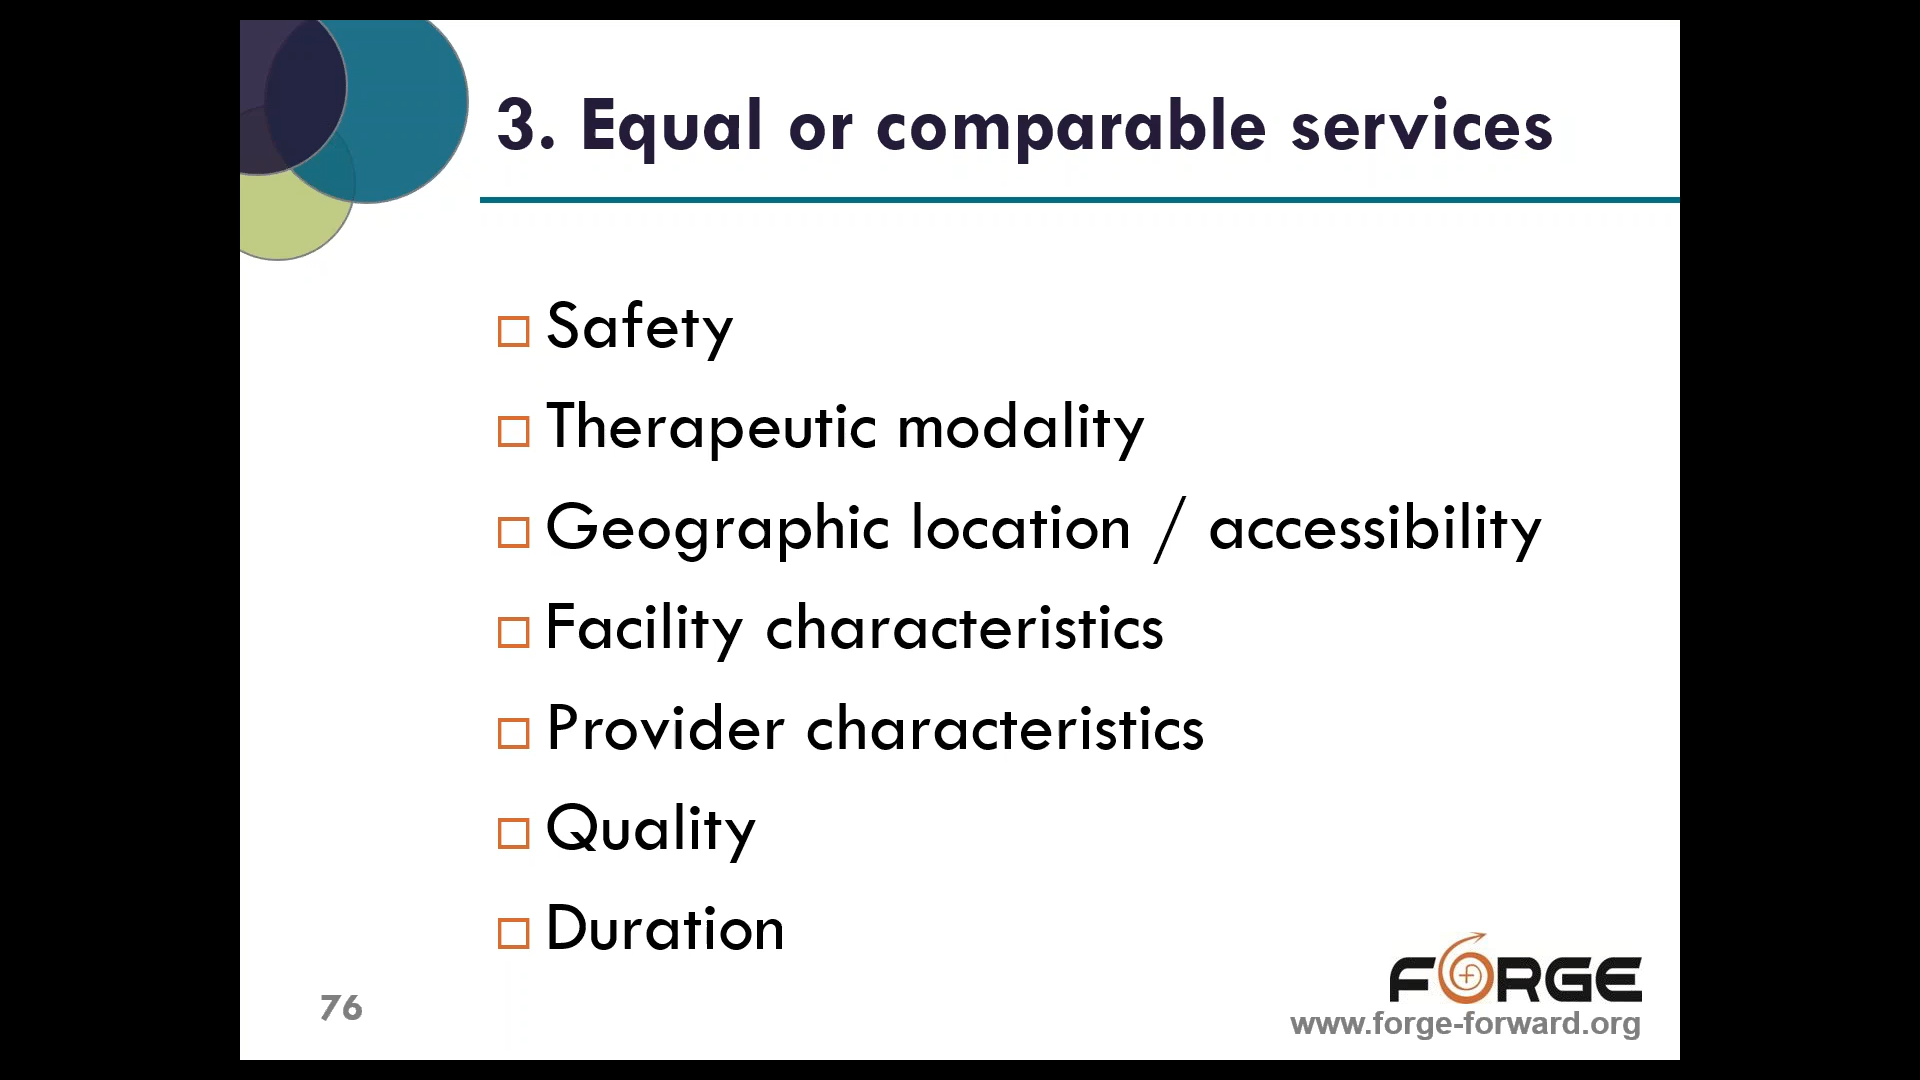 3. Equal or comparable services
Safety
Therapeutic modality
Geographic location / accessibility
Facility characteristics
Provider characteristics
Quality
Duration
76
FORGE
www.forge-forward.org